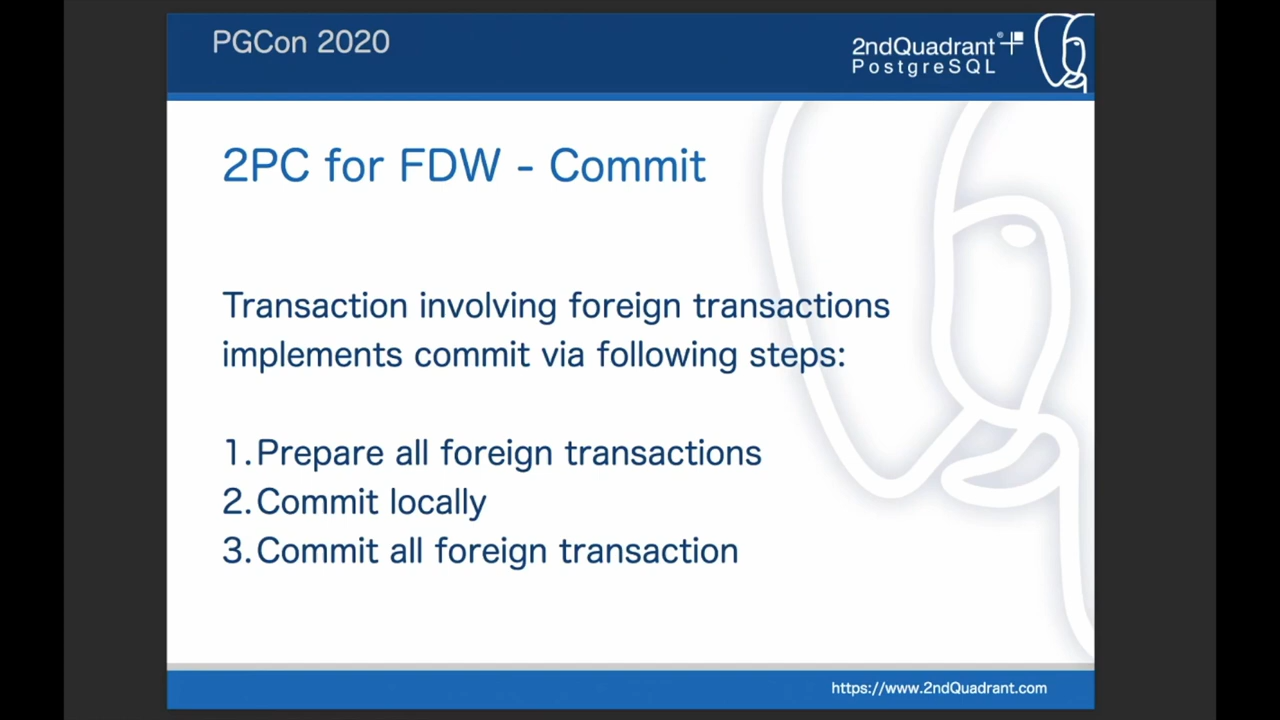 PGCon 2020
2ndQuadrant®
PostgreSQL
2PC for FDW - Commit
Transaction involving foreign transactions
implements commit via following steps:
1. Prepare all foreign transactions
2. Commit locally
3. Commit all foreign transaction
https://www.2ndQuadrant.com